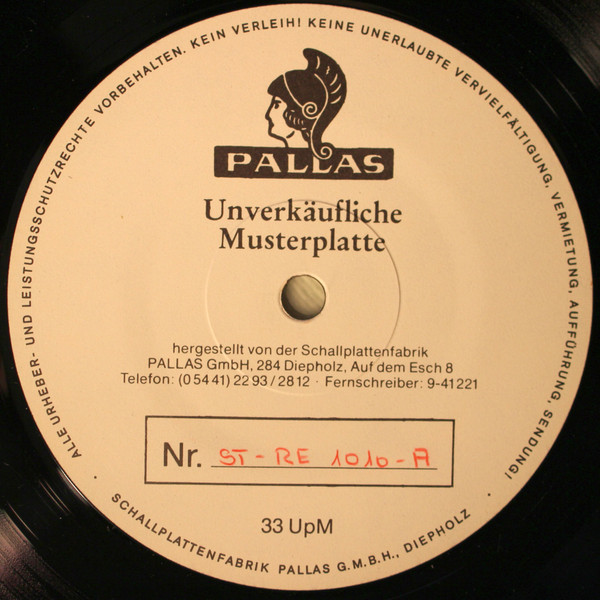 ALLE URHEBER- UND LEISTUNGSSCHUTZRECHTE VORBEHALTEN. KEIN VERLEIH! KEINE UNERLAUBTE VERVIELFÄLTIGUNG, VERMIETUNG, AUFFÜHRUNG, SENDUNG!
PALLAS
Unverkäufliche
Musterplatte
hergestellt von der Schallplattenfabrik
PALLAS GmbH, 284 Diepholz, Auf dem Esch 8
Telefon: (0 54 41) 22 93 / 28 12 · Fernschreiber: 9-41 221
Nr. ST-RE 1010-A
33 UpM
· SCHALLPLATTENFABRIK PALLAS G.M.B.H., DIEPHOLZ ·